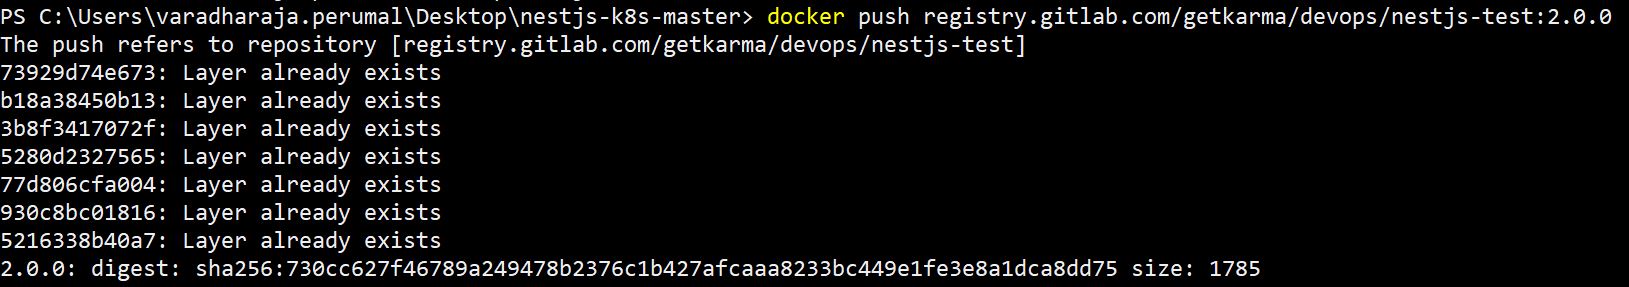 PS C:\Users\varadharaja.perumal\Desktop\nestjs-k8s-master> docker push registry.gitlab.com/getkarma/devops/nestjs-test:2.0.0
The push refers to repository [registry.gitlab.com/getkarma/devops/nestjs-test]
73929d74e673: Layer already exists
b18a38450b13: Layer already exists
3b8f3417072f: Layer already exists
5280d2327565: Layer already exists
77d806cfa004: Layer already exists
930c8bc01816: Layer already exists
5216338b40a7: Layer already exists
2.0.0: digest: sha256:730cc627f46789a249478b2376c1b427afcaaa8233bc449e1fe3e8a1dca8dd75 size: 1785